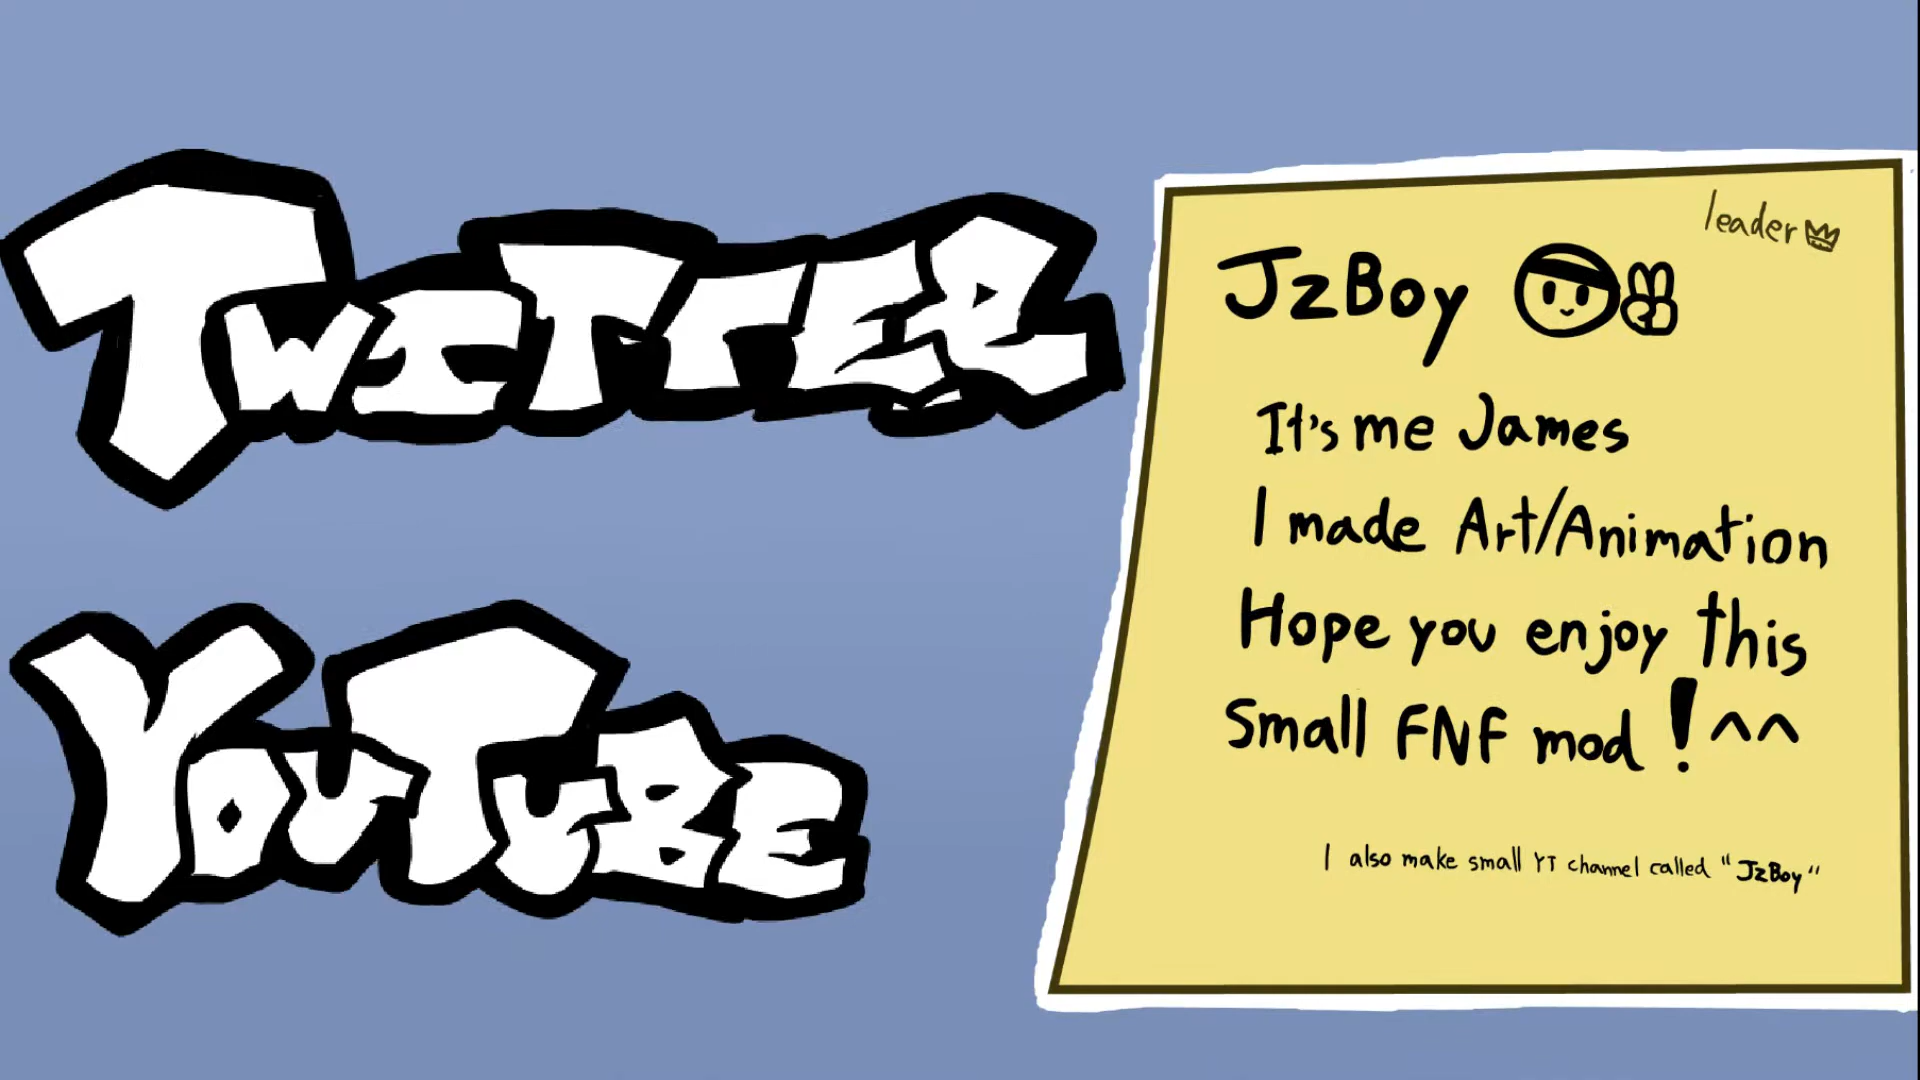 Twitter
YouTube
leader
JzBoy
It's me James
I made Art/Animation
Hope you enjoy this
Small FNF mod! ^^
I also make small YT channel called "JzBoy"